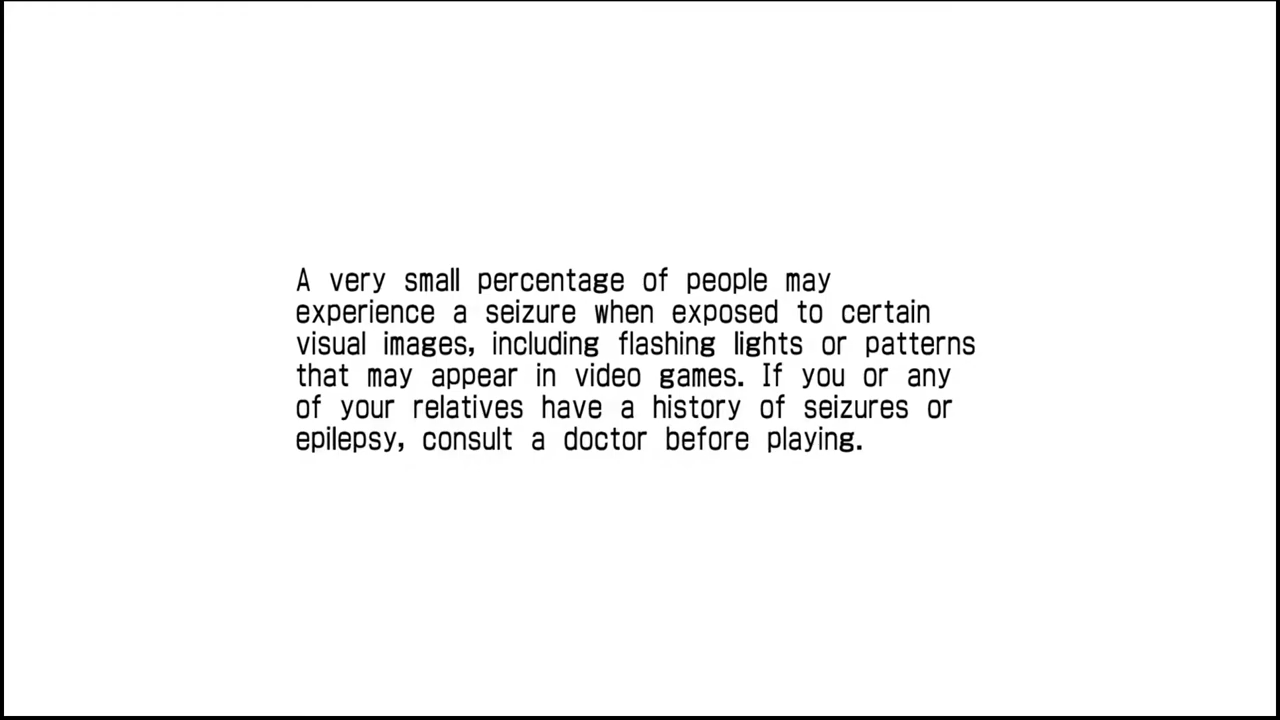 A very small percentage of people may
experience a seizure when exposed to certain
visual images, including flashing lights or patterns
that may appear in video games. If you or any
of your relatives have a history of seizures or
epilepsy, consult a doctor before playing.